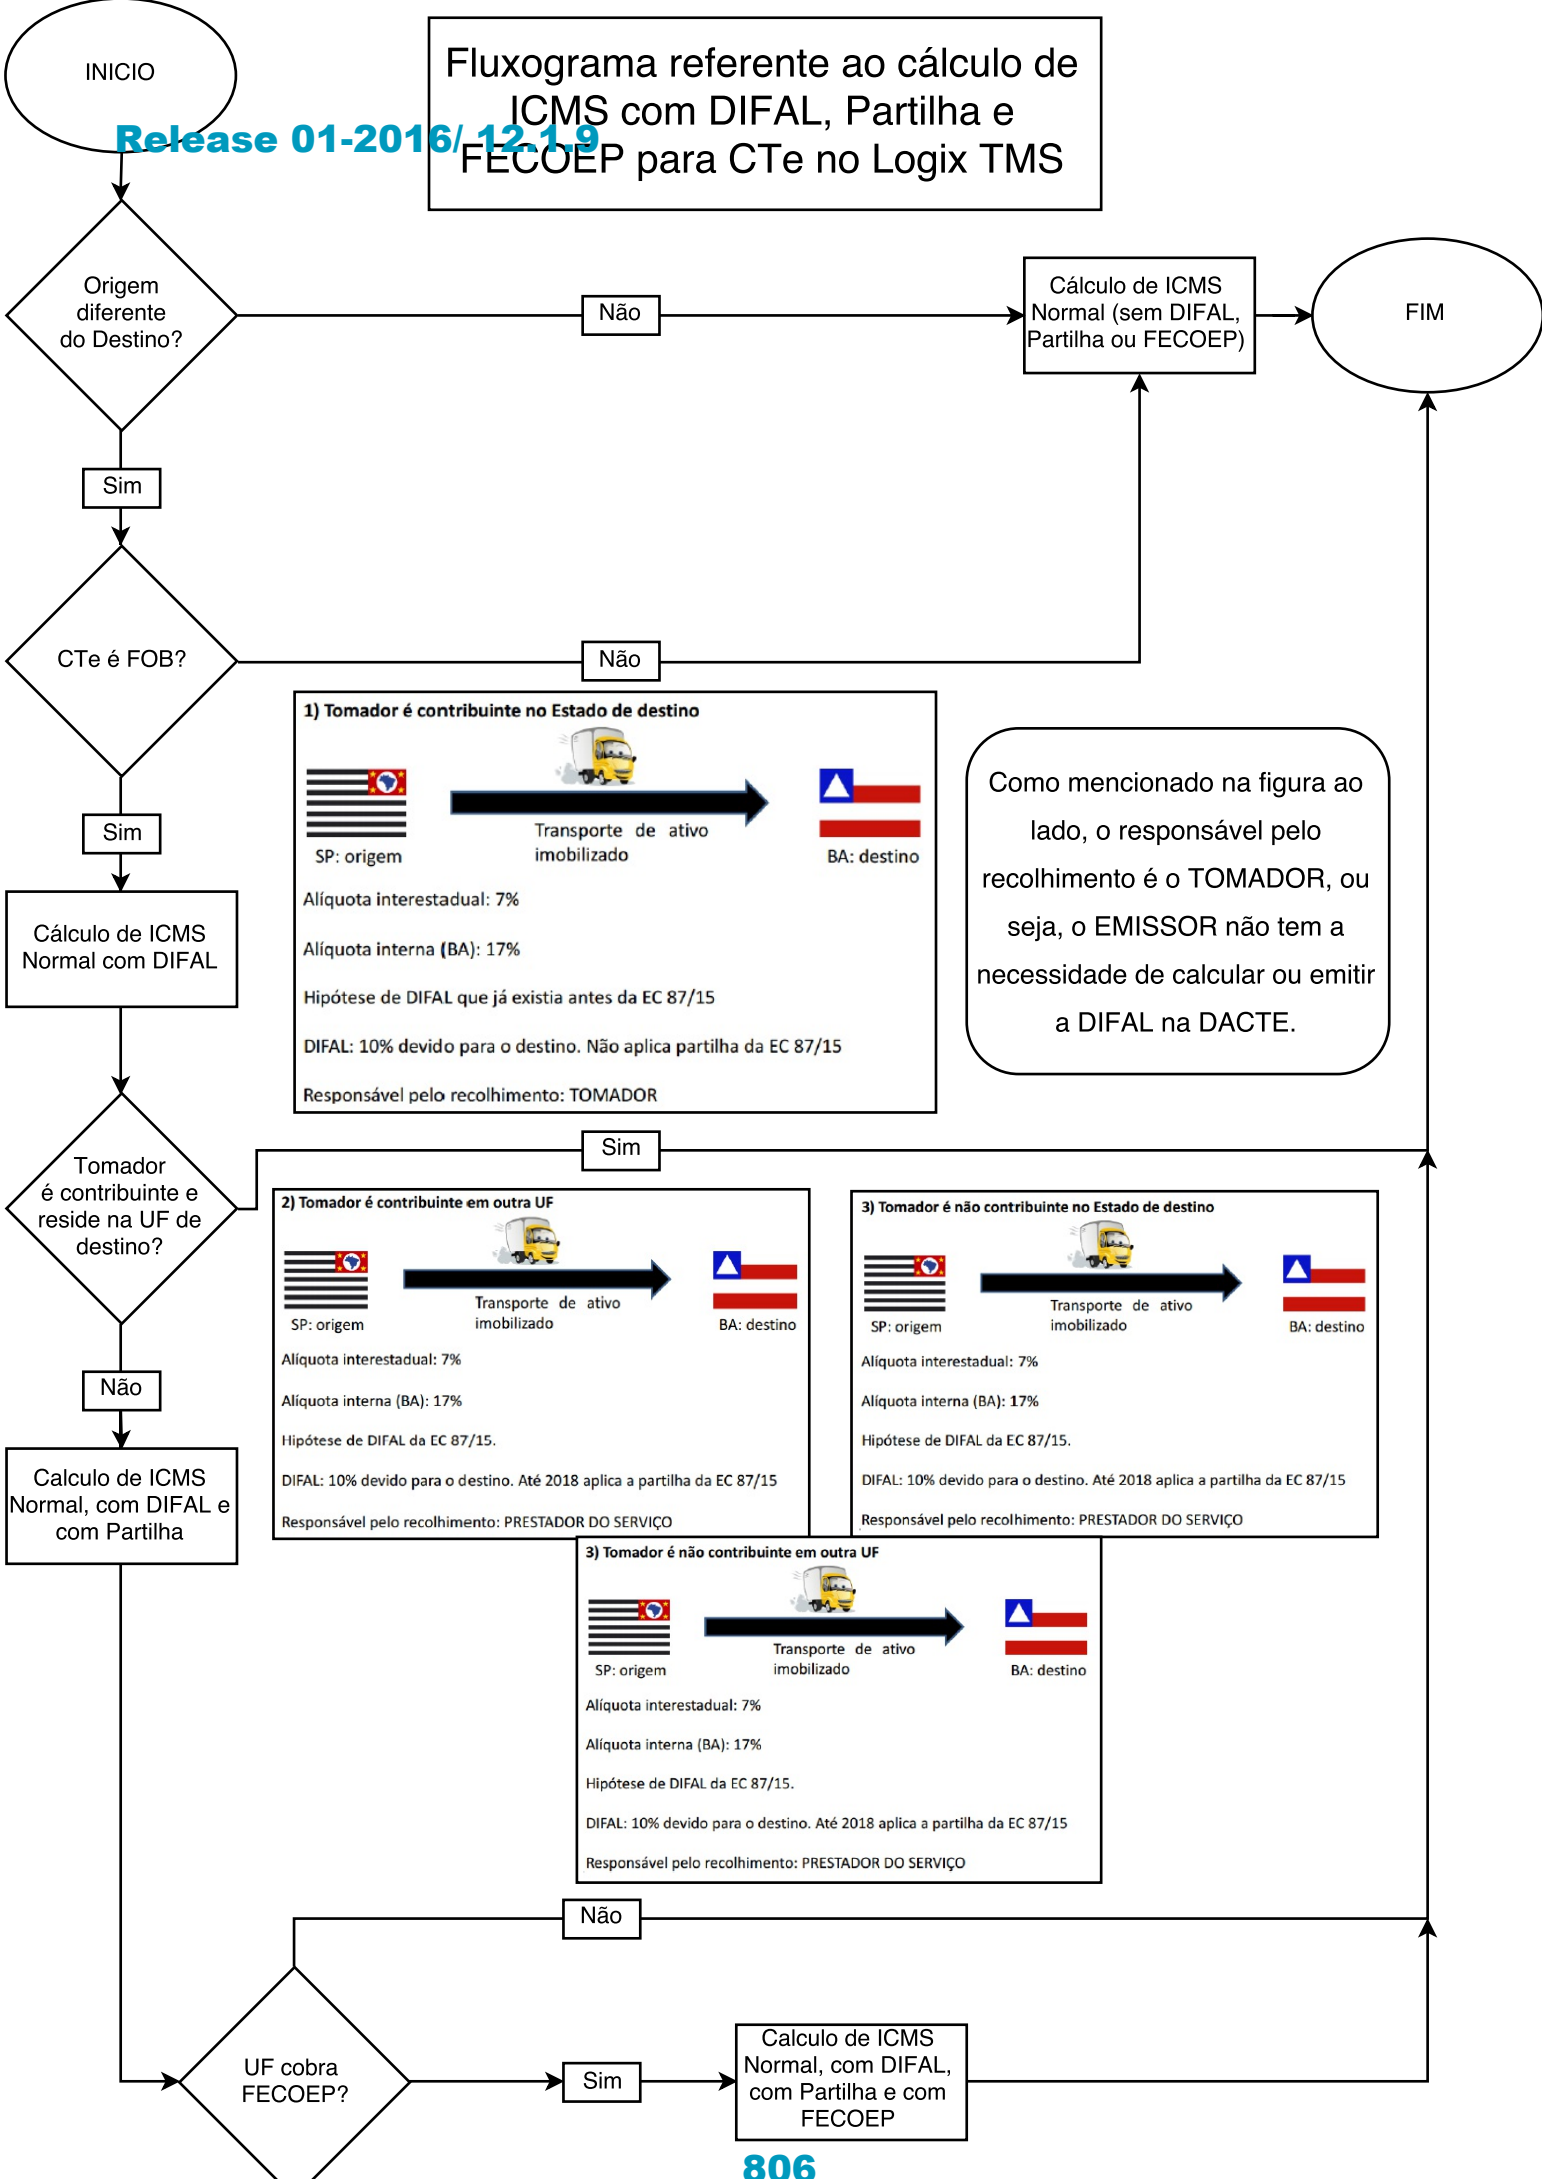 INICIO
Fluxograma referente ao cálculo de
ICMS com DIFAL, Partilha e
FECOEP para CTe no Logix TMS
Release 01-2016/ 12.1.9
Origem
diferente
do Destino?
Não
Cálculo de ICMS
Normal (sem DIFAL,
Partilha ou FECOEP)
FIM
Sim
CTe é FOB?
Não
Sim
Cálculo de ICMS
Normal com DIFAL
1) Tomador é contribuinte no Estado de destino
Transporte de ativo
imobilizado
SP: origem
BA: destino
Alíquota interestadual: 7%
Alíquota interna (BA): 17%
Hipótese de DIFAL que já existia antes da EC 87/15
DIFAL: 10% devido para o destino. Não aplica partilha da EC 87/15
Responsável pelo recolhimento: TOMADOR
Como mencionado na figura ao
lado, o responsável pelo
recolhimento é o TOMADOR, ou
seja, o EMISSOR não tem a
necessidade de calcular ou emitir
a DIFAL na DACTE.
Tomador
é contribuinte e
reside na UF de
destino?
Sim
Não
Calculo de ICMS
Normal, com DIFAL e
com Partilha
2) Tomador é contribuinte em outra UF
Transporte de ativo
imobilizado
SP: origem
BA: destino
Alíquota interestadual: 7%
Alíquota interna (BA): 17%
Hipótese de DIFAL da EC 87/15.
DIFAL: 10% devido para o destino. Até 2018 aplica a partilha da EC 87/15
Responsável pelo recolhimento: PRESTADOR DO SERVIÇO
3) Tomador é não contribuinte no Estado de destino
Transporte de ativo
imobilizado
SP: origem
BA: destino
Alíquota interestadual: 7%
Alíquota interna (BA): 17%
Hipótese de DIFAL da EC 87/15.
DIFAL: 10% devido para o destino. Até 2018 aplica a partilha da EC 87/15
Responsável pelo recolhimento: PRESTADOR DO SERVIÇO
3) Tomador é não contribuinte em outra UF
Transporte de ativo
imobilizado
SP: origem
BA: destino
Alíquota interestadual: 7%
Alíquota interna (BA): 17%
Hipótese de DIFAL da EC 87/15.
DIFAL: 10% devido para o destino. Até 2018 aplica a partilha da EC 87/15
Responsável pelo recolhimento: PRESTADOR DO SERVIÇO
Não
UF cobra
FECOEP?
Sim
Calculo de ICMS
Normal, com DIFAL,
com Partilha e com
FECOEP
806